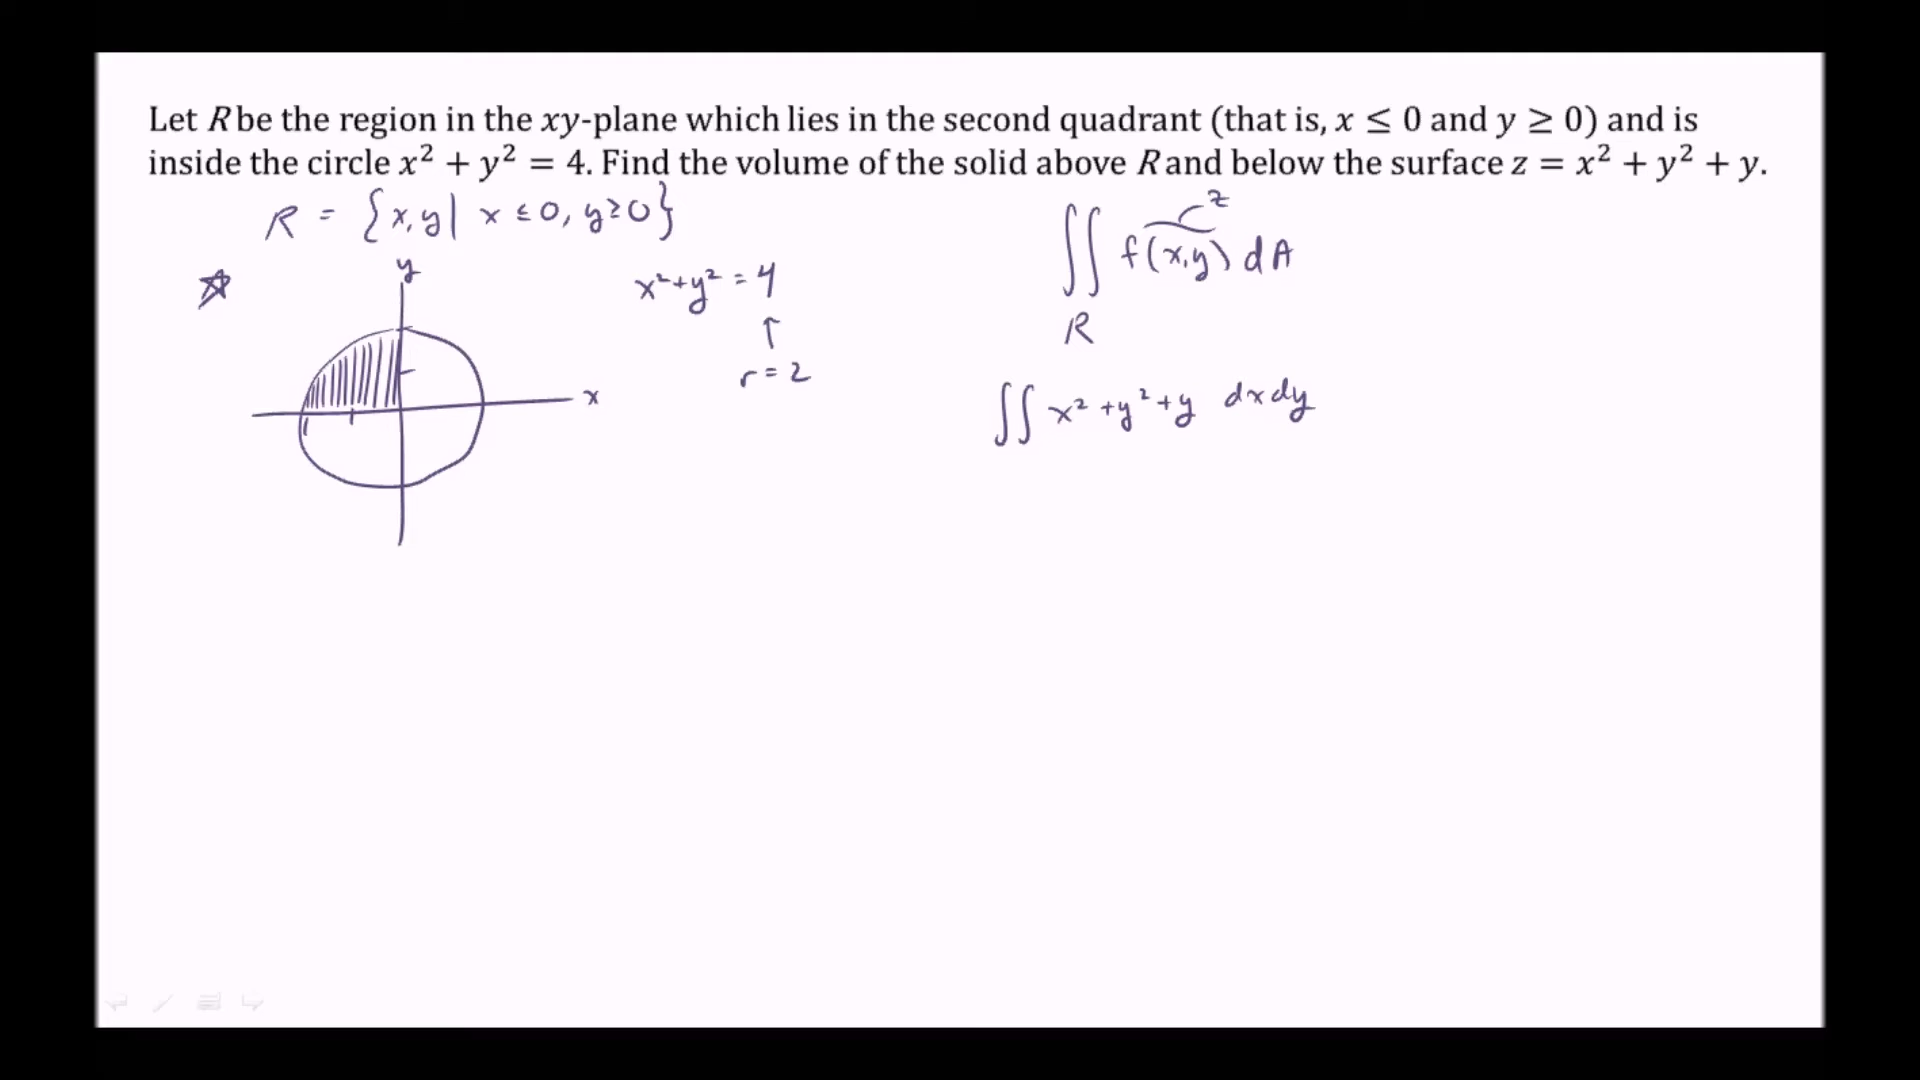 Let R be the region in the xy-plane which lies in the second quadrant (that is, x ≤ 0 and y ≥ 0) and is
inside the circle x² + y² = 4. Find the volume of the solid above R and below the surface z = x² + y² + y.
R = {x,y| x ≤ 0, y ≥ 0}
z
∬ f(x,y) dA
R
y
x² + y² = 4
↑
r = 2
x
∬ x² + y² + y dx dy